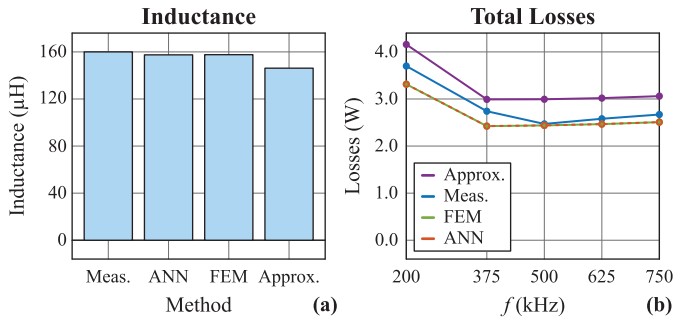 Inductance
160
120
80
40
0
Inductance (µH)
Meas. ANN FEM Approx.
Method
(a)
Total Losses
4.0
3.0
2.0
1.0
0.0
Losses (W)
Approx.
Meas.
FEM
ANN
200 375 500 625 750
f (kHz)
(b)